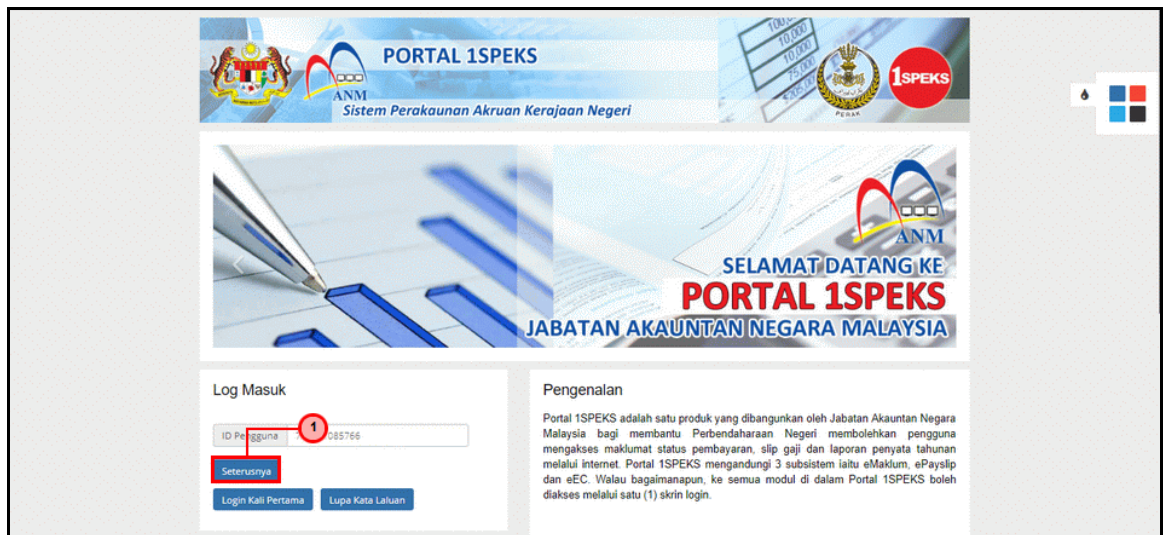 PORTAL 1SPEKS
ANM
Sistem Perakaunan Akruan Kerajaan Negeri
PERAK
1SPEKS
ANM
SELAMAT DATANG KE
PORTAL 1SPEKS
JABATAN AKAUNTAN NEGARA MALAYSIA
Log Masuk
ID Pengguna
085766
1
Seterusnya
Login Kali Pertama
Lupa Kata Laluan
Pengenalan
Portal 1SPEKS adalah satu produk yang dibangunkan oleh Jabatan Akauntan Negara
Malaysia bagi membantu Perbendaharaan Negeri membolehkan pengguna
mengakses maklumat status pembayaran, slip gaji dan laporan penyata tahunan
melalui internet. Portal 1SPEKS mengandungi 3 subsistem iaitu eMaklum, ePayslip
dan eEC. Walau bagaimanapun, ke semua modul di dalam Portal 1SPEKS boleh
diakses melalui satu (1) skrin login.